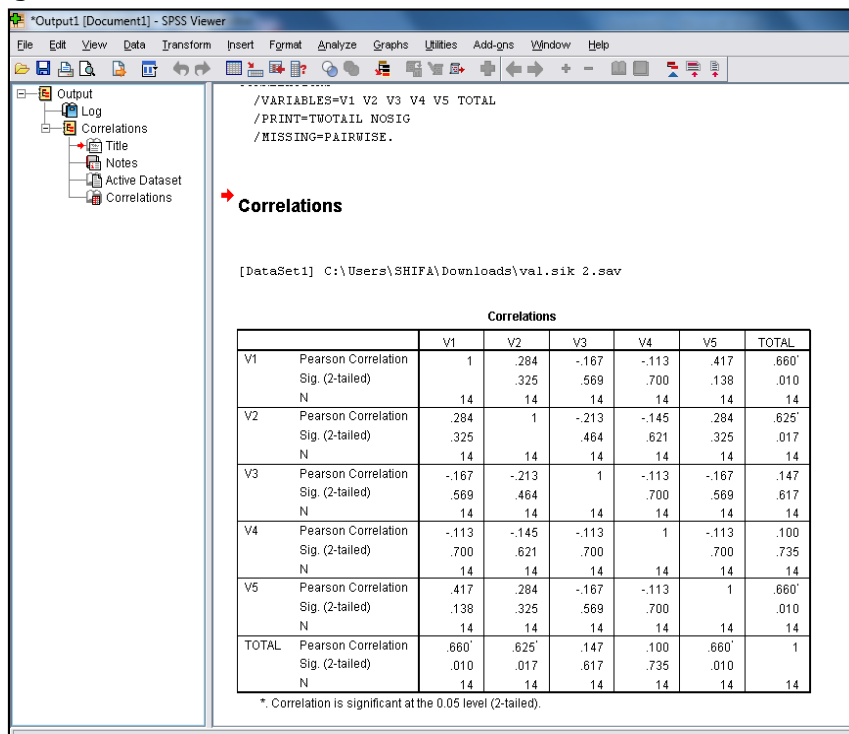 *Output1 [Document1] - SPSS Viewer
File Edit View Data Transform Insert Format Analyze Graphs Utilities Add-ons Window Help
Output
Log
Correlations
Title
Notes
Active Dataset
Correlations
/VARIABLES=V1 V2 V3 V4 V5 TOTAL
/PRINT=TWOTAIL NOSIG
/MISSING=PAIRWISE.
Correlations
[DataSet1] C:\Users\SHIFA\Downloads\val.sik 2.sav
Correlations
V1 V2 V3 V4 V5 TOTAL
V1 Pearson Correlation 1 .284 -.167 -.113 .417 .660*
Sig. (2-tailed) .325 .569 .700 .138 .010
N 14 14 14 14 14 14
V2 Pearson Correlation .284 1 -.213 -.145 .284 .625*
Sig. (2-tailed) .325 .464 .621 .325 .017
N 14 14 14 14 14 14
V3 Pearson Correlation -.167 -.213 1 -.113 -.167 .147
Sig. (2-tailed) .569 .464 .700 .569 .617
N 14 14 14 14 14 14
V4 Pearson Correlation -.113 -.145 -.113 1 -.113 .100
Sig. (2-tailed) .700 .621 .700 .700 .735
N 14 14 14 14 14 14
V5 Pearson Correlation .417 .284 -.167 -.113 1 .660*
Sig. (2-tailed) .138 .325 .569 .700 .010
N 14 14 14 14 14 14
TOTAL Pearson Correlation .660* .625* .147 .100 .660* 1
Sig. (2-tailed) .010 .017 .617 .735 .010
N 14 14 14 14 14 14
*. Correlation is significant at the 0.05 level (2-tailed).